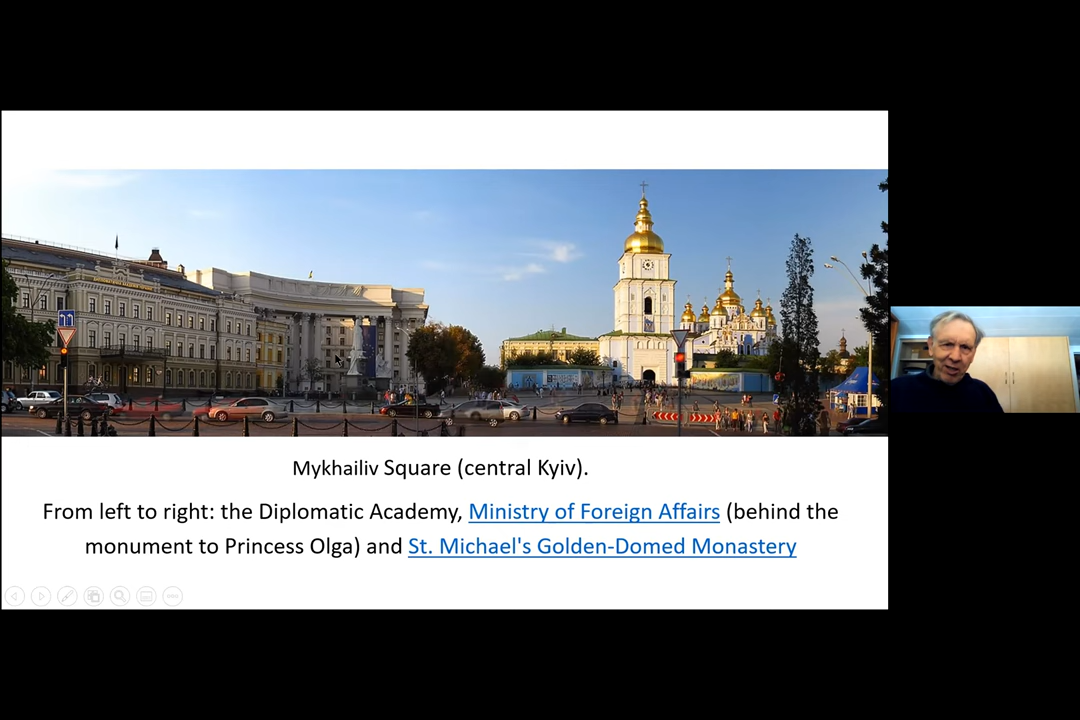 Mykhailiv Square (central Kyiv).
From left to right: the Diplomatic Academy, Ministry of Foreign Affairs (behind the
monument to Princess Olga) and St. Michael's Golden-Domed Monastery